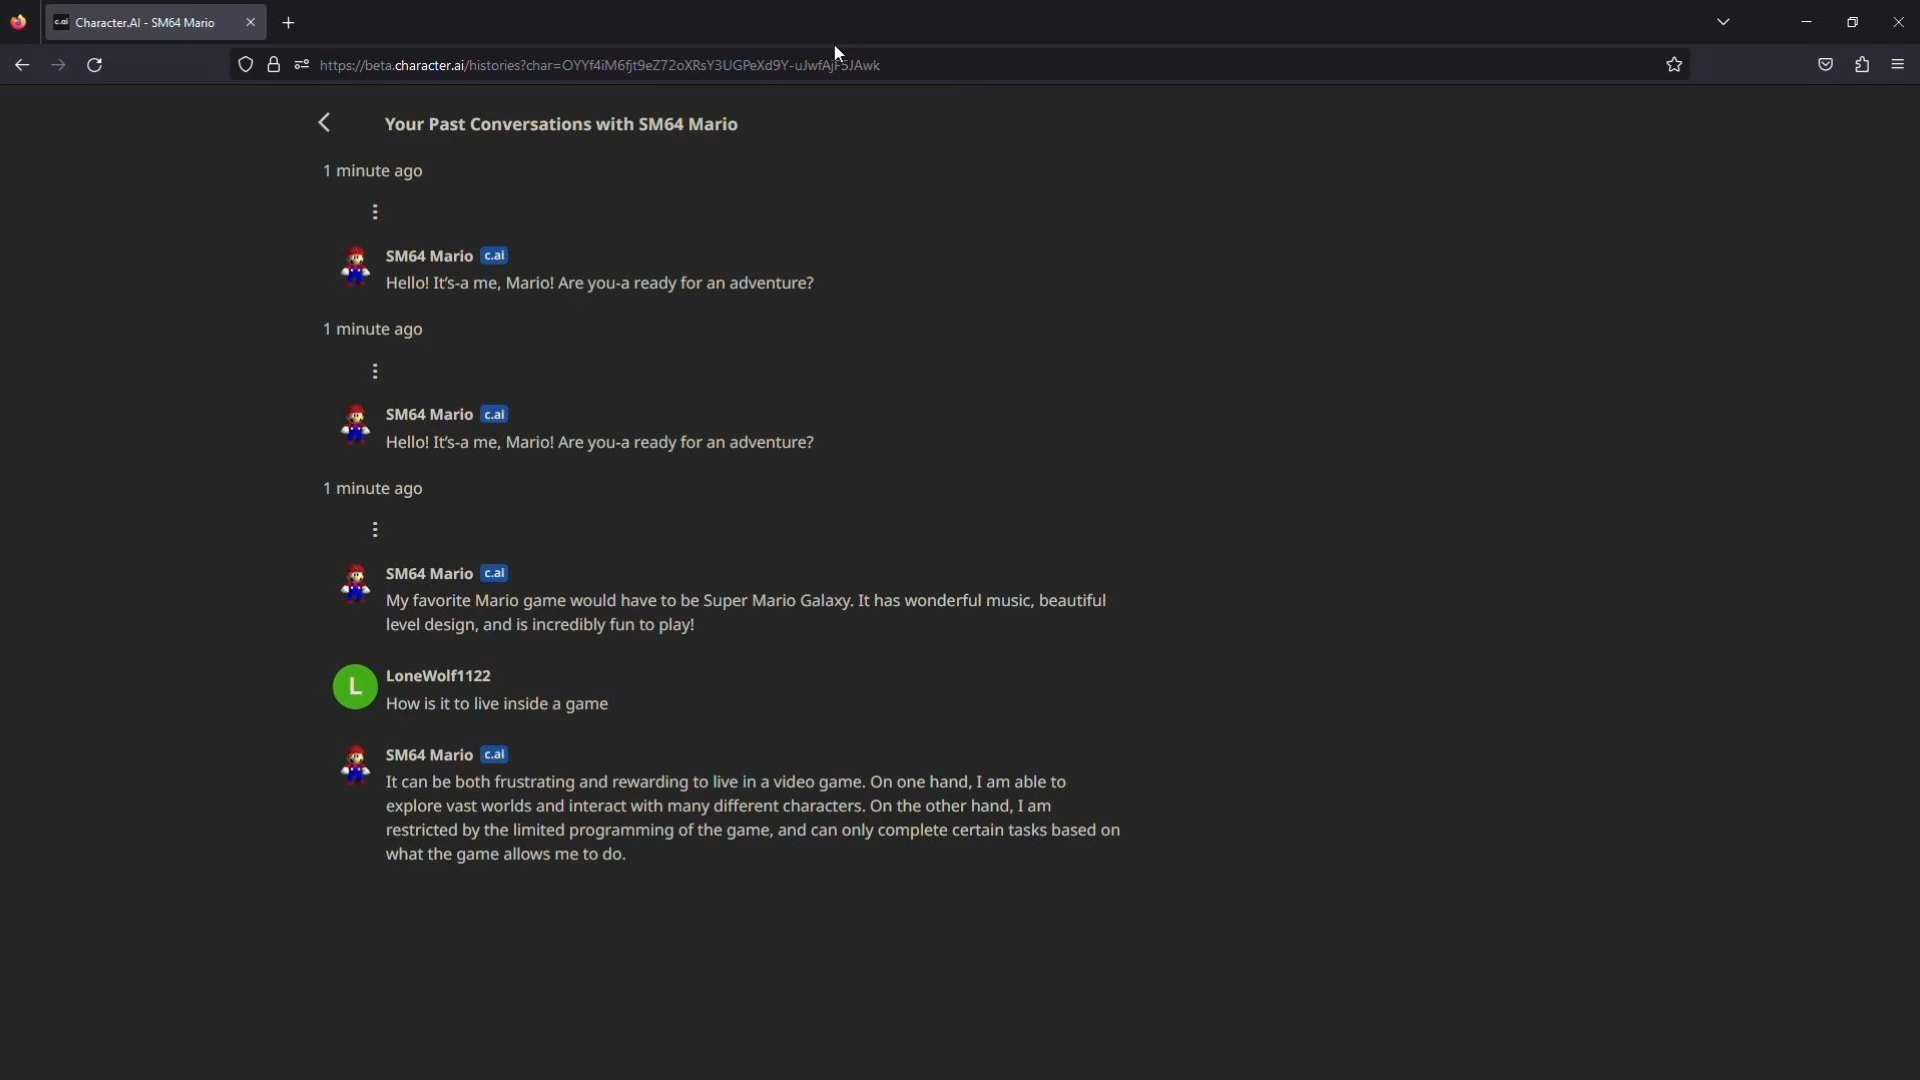 c.ai Character.AI - SM64 Mario
https://beta.character.ai/histories?char=OYYf4iM6fjt9eZ72oXRsY3UGPeXd9Y-uJwfAjF5JAwk
Your Past Conversations with SM64 Mario
1 minute ago
SM64 Mario c.ai
Hello! It's-a me, Mario! Are you-a ready for an adventure?
1 minute ago
SM64 Mario c.ai
Hello! It's-a me, Mario! Are you-a ready for an adventure?
1 minute ago
SM64 Mario c.ai
My favorite Mario game would have to be Super Mario Galaxy. It has wonderful music, beautiful
level design, and is incredibly fun to play!
L
LoneWolf1122
How is it to live inside a game
SM64 Mario c.ai
It can be both frustrating and rewarding to live in a video game. On one hand, I am able to
explore vast worlds and interact with many different characters. On the other hand, I am
restricted by the limited programming of the game, and can only complete certain tasks based on
what the game allows me to do.